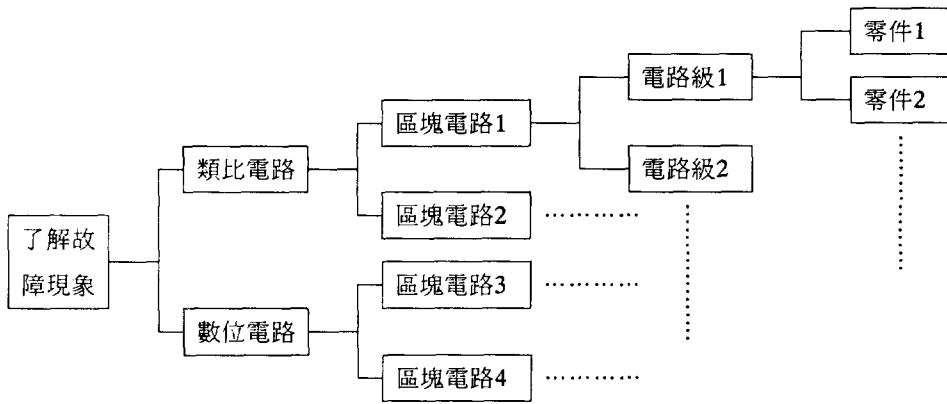 了解故
障現象
類比電路
數位電路
區塊電路1
區塊電路2
區塊電路3
區塊電路4
電路級1
電路級2
零件1
零件2